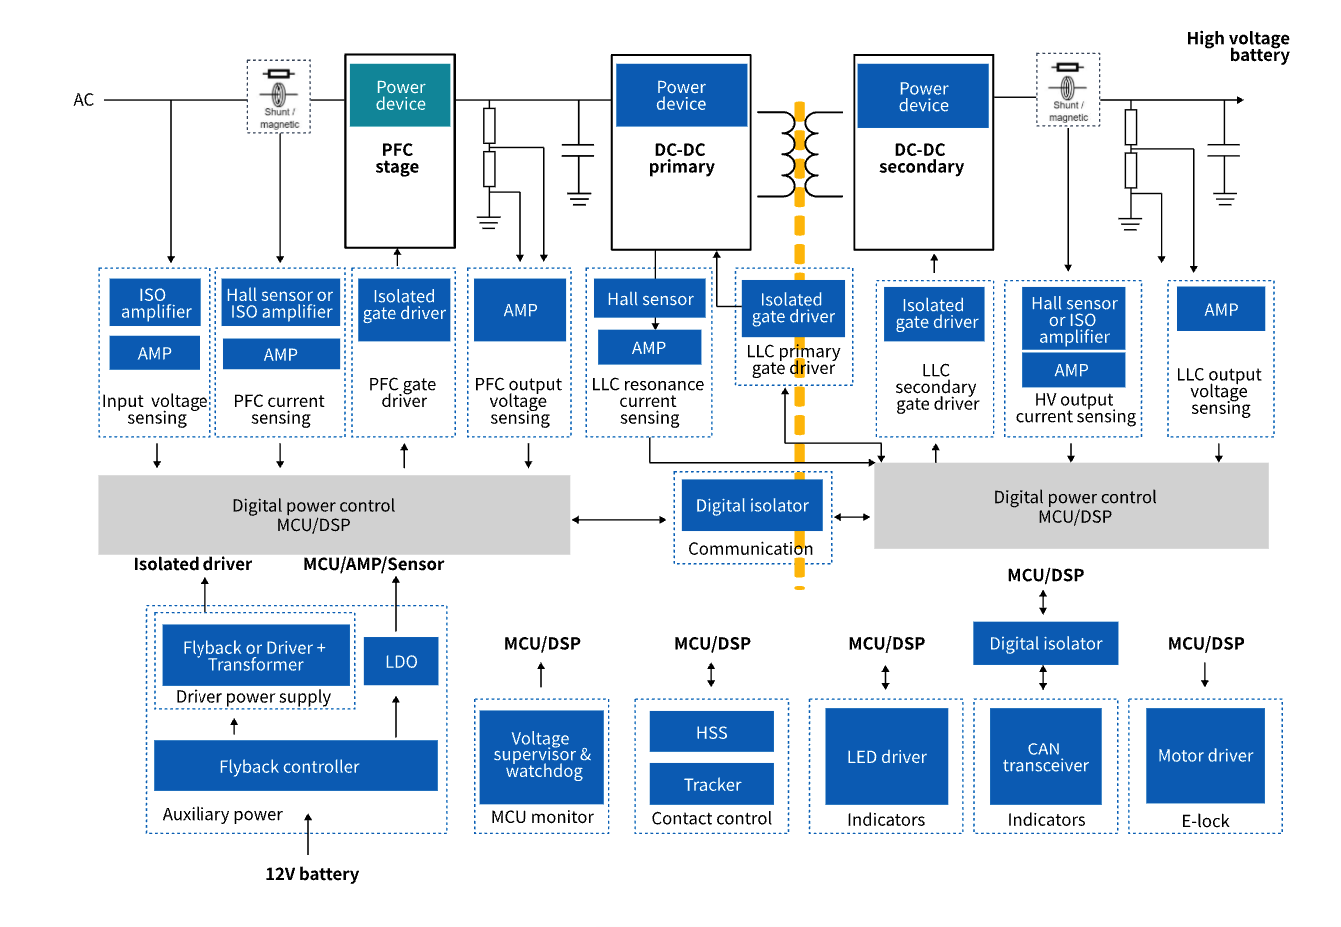 High voltage
battery
AC
Shunt /
magnetic
Power
device
PFC
stage
Power
device
DC-DC
primary
Power
device
DC-DC
secondary
Shunt /
magnetic
ISO
amplifier
AMP
Input voltage
sensing
Hall sensor or
ISO amplifier
AMP
PFC current
sensing
Isolated
gate driver
PFC gate
driver
AMP
PFC output
voltage
sensing
Hall sensor
AMP
LLC resonance
current
sensing
Isolated
gate driver
LLC primary
gate driver
Isolated
gate driver
LLC
secondary
gate driver
Hall sensor
or ISO
amplifier
AMP
HV output
current sensing
AMP
LLC output
voltage
sensing
Digital power control
MCU/DSP
Digital isolator
Communication
Digital power control
MCU/DSP
Isolated driver
MCU/AMP/Sensor
Flyback or Driver +
Transformer
Driver power supply
LDO
Flyback controller
Auxiliary power
12V battery
MCU/DSP
Voltage
supervisor &
watchdog
MCU monitor
MCU/DSP
HSS
Tracker
Contact control
MCU/DSP
LED driver
Indicators
MCU/DSP
Digital isolator
CAN
transceiver
Indicators
MCU/DSP
Motor driver
E-lock